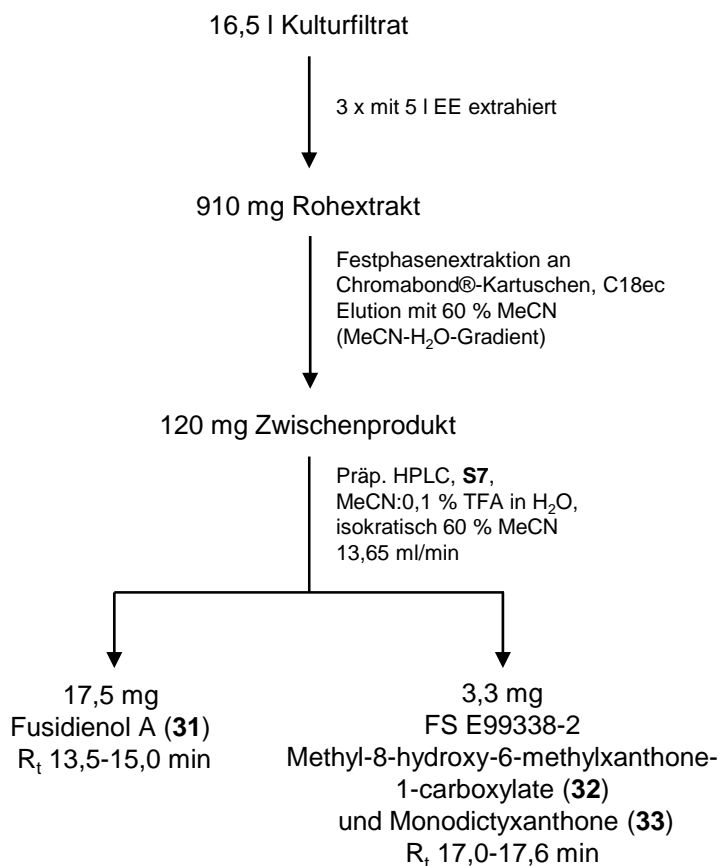 16,5 l Kulturfiltrat
3 x mit 5 l EE extrahiert
910 mg Rohextrakt
Festphasenextraktion an
Chromabond®-Kartuschen, C18ec
Elution mit 60 % MeCN
(MeCN-H₂O-Gradient)
120 mg Zwischenprodukt
Präp. HPLC, S7,
MeCN:0,1 % TFA in H₂O,
isokratisch 60 % MeCN
13,65 ml/min
17,5 mg
Fusidienol A (31)
Rₜ 13,5-15,0 min
3,3 mg
FS E99338-2
Methyl-8-hydroxy-6-methylxanthone-
1-carboxylate (32)
und Monodictyxanthone (33)
Rₜ 17,0-17,6 min